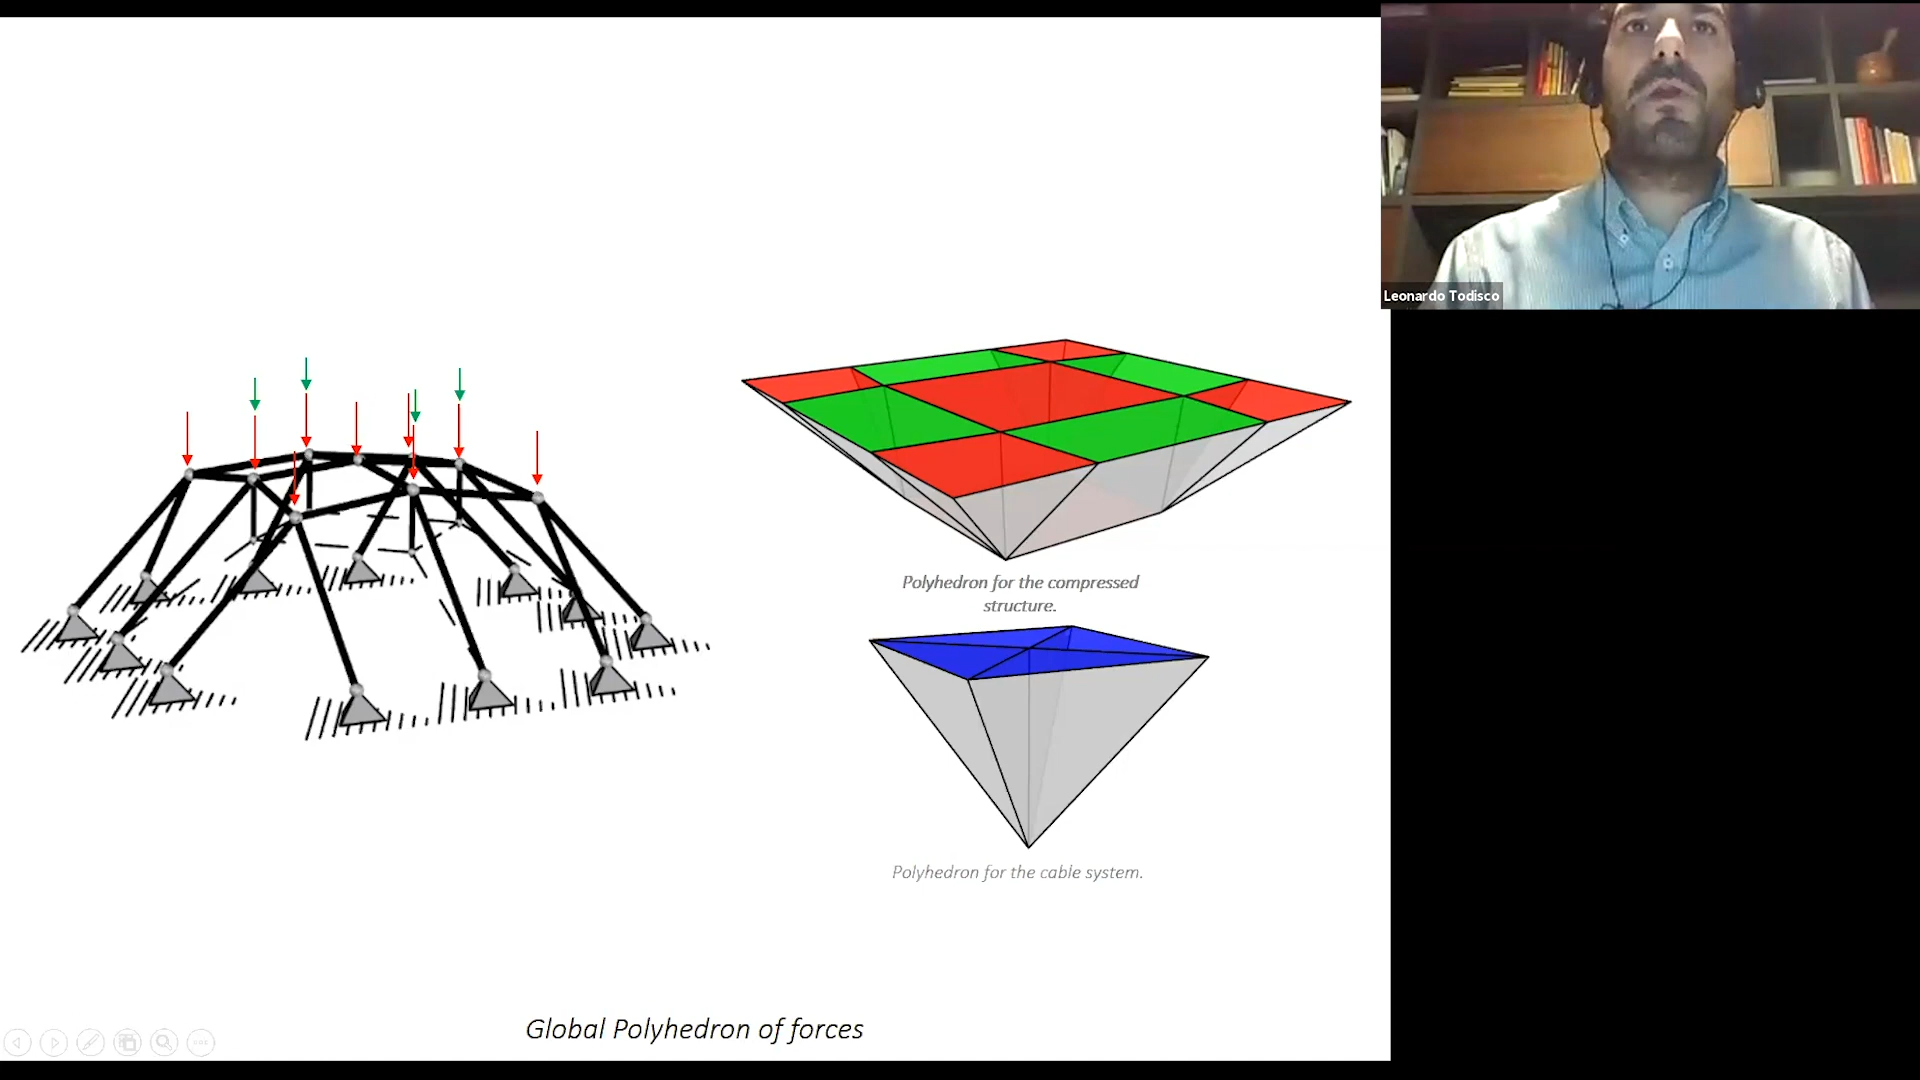 Leonardo Todisco
Polyhedron for the compressed
structure.
Polyhedron for the cable system.
Global Polyhedron of forces